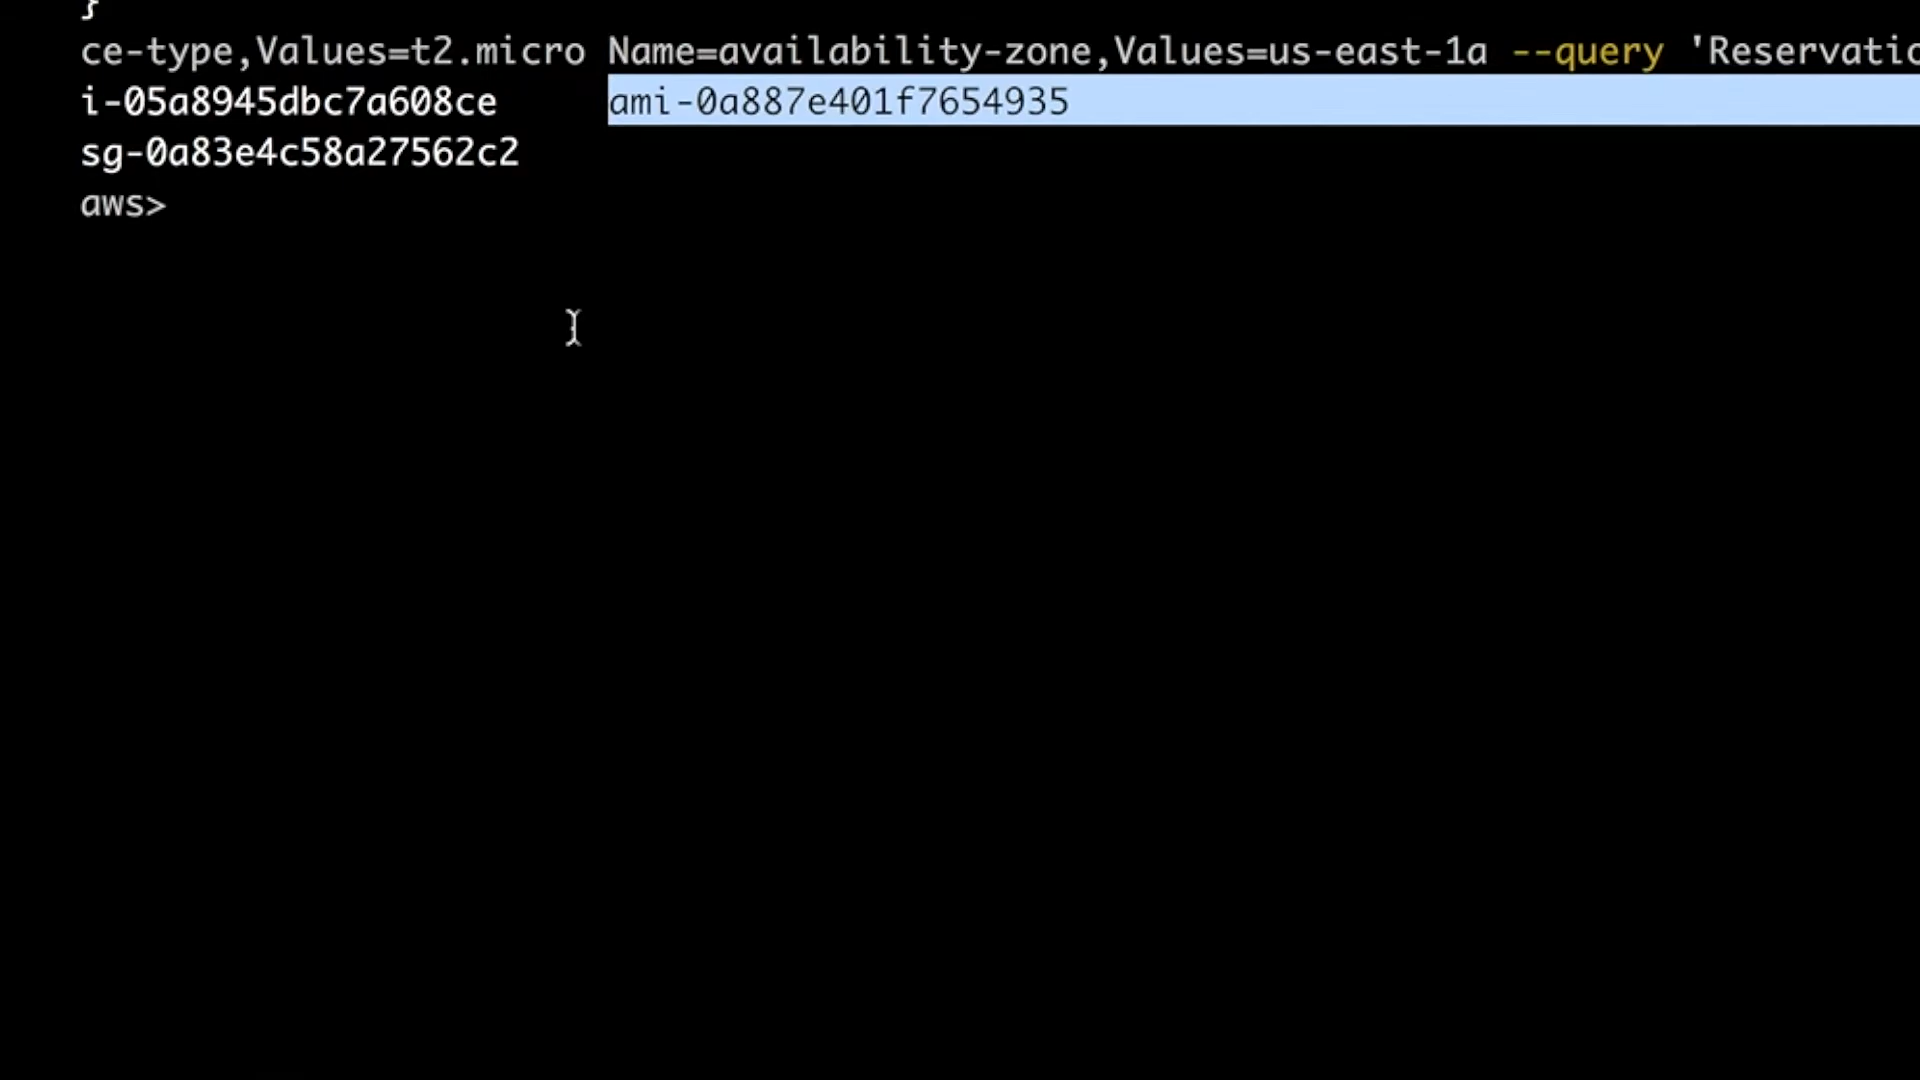 }
ce-type,Values=t2.micro Name=availability-zone,Values=us-east-1a --query 'Reservatio
i-05a8945dbc7a608ce ami-0a887e401f7654935
sg-0a83e4c58a27562c2
aws>